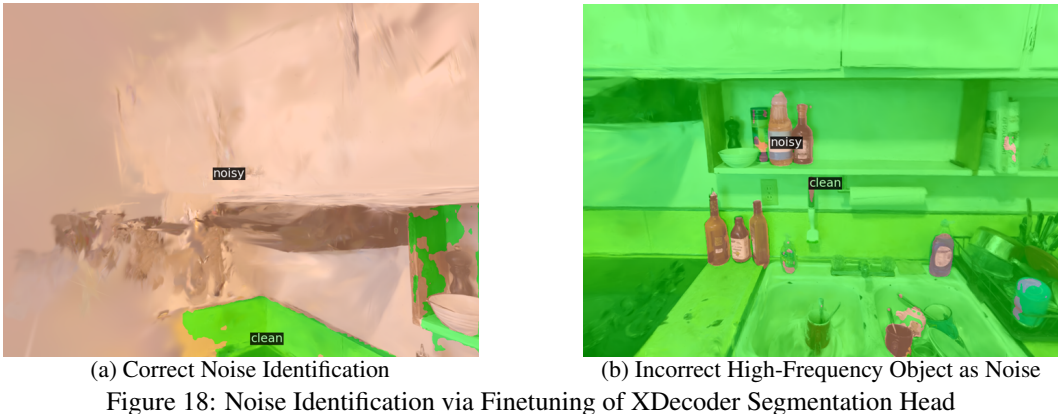 noisy
clean
noisy
clean
(a) Correct Noise Identification
(b) Incorrect High-Frequency Object as Noise
Figure 18: Noise Identification via Finetuning of XDecoder Segmentation Head